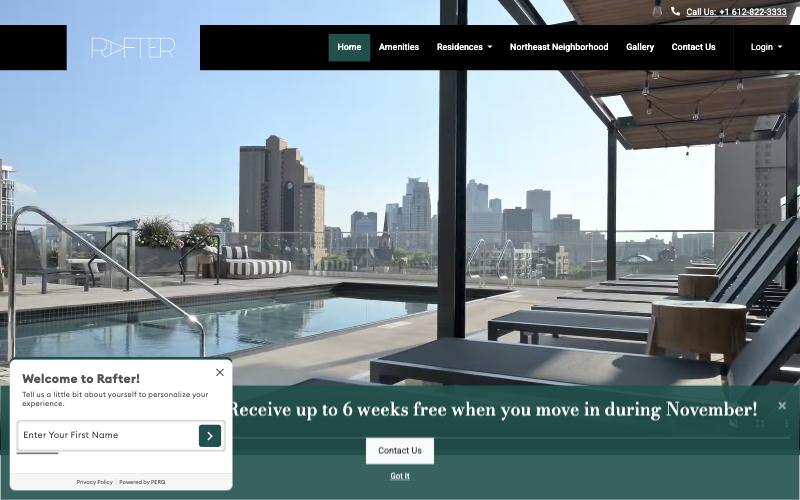 Call Us: +1 612-822-3333
RAFTER
Home
Amenities
Residences
Northeast Neighborhood
Gallery
Contact Us
Login
Welcome to Rafter!
Tell us a little bit about yourself to personalize your
experience.
Enter Your First Name
Privacy Policy | Powered by PERQ
Receive up to 6 weeks free when you move in during November!
Contact Us
Got It